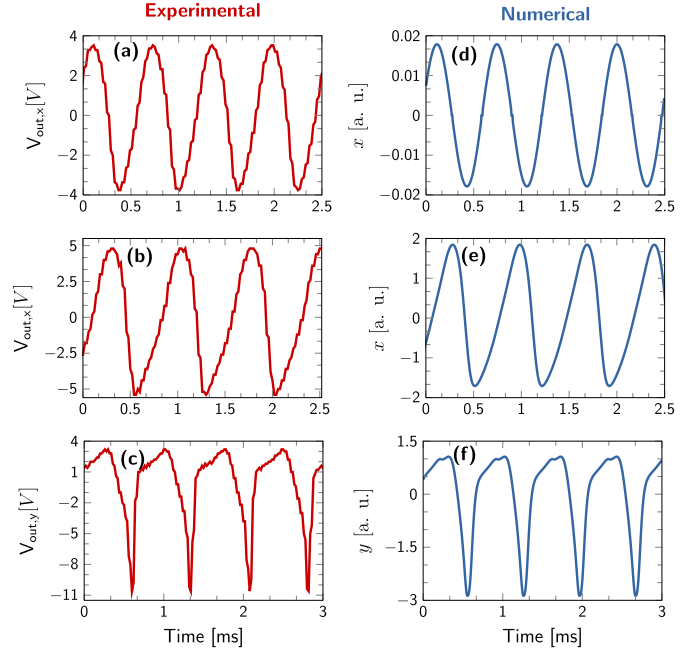 Experimental Numerical
(a) (d)
V_out,x[V] x [a. u.]
4 2 0 −2 −4
0 0.5 1 1.5 2 2.5
0.02 0.01 0 −0.01 −0.02
0 0.5 1 1.5 2 2.5
(b) (e)
V_out,x[V] x [a. u.]
5 2.5 0 −2.5 −5
0 0.5 1 1.5 2 2.5
2 1 0 −1 −2
0 0.5 1 1.5 2 2.5
(c) (f)
V_out,y[V] y [a. u.]
4 1 −2 −5 −8 −11
0 1 2 3
1.5 0 −1.5 −3
0 1 2 3
Time [ms] Time [ms]